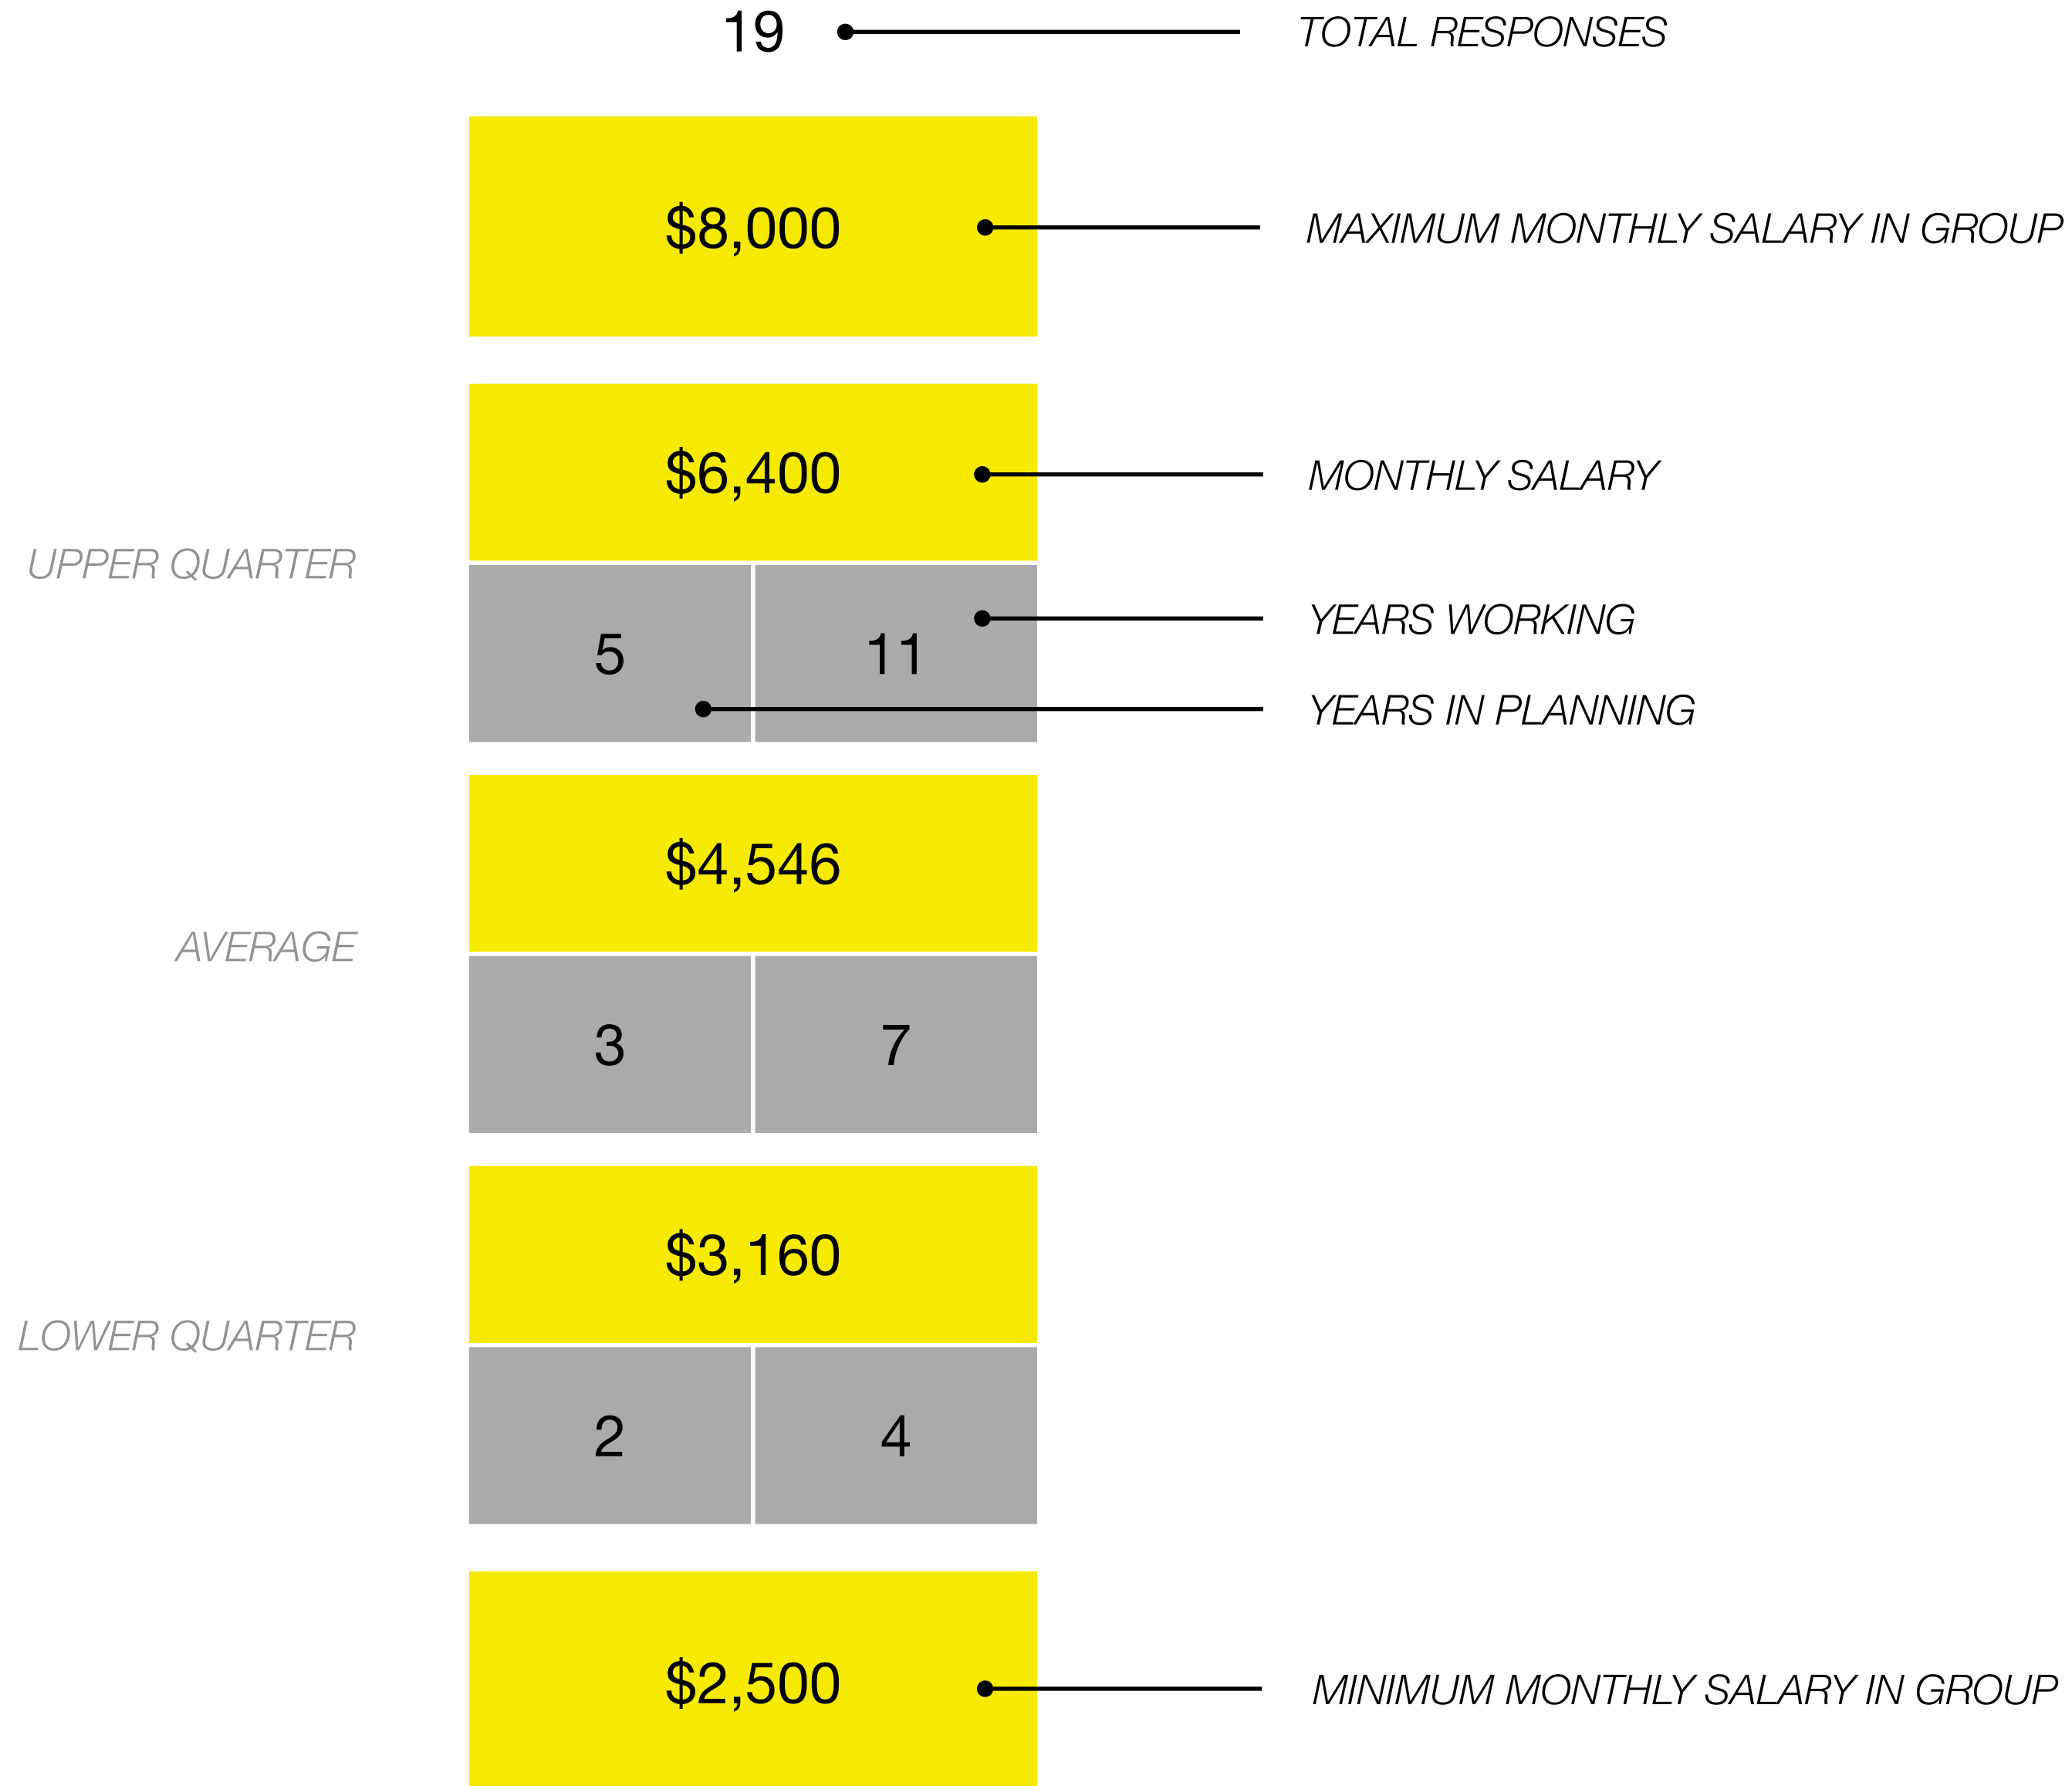 19 TOTAL RESPONSES
$8,000 MAXIMUM MONTHLY SALARY IN GROUP
$6,400 MONTHLY SALARY
UPPER QUARTER
5 11 YEARS WORKING
YEARS IN PLANNING
$4,546
AVERAGE
3 7
$3,160
LOWER QUARTER
2 4
$2,500 MINIMUM MONTHLY SALARY IN GROUP